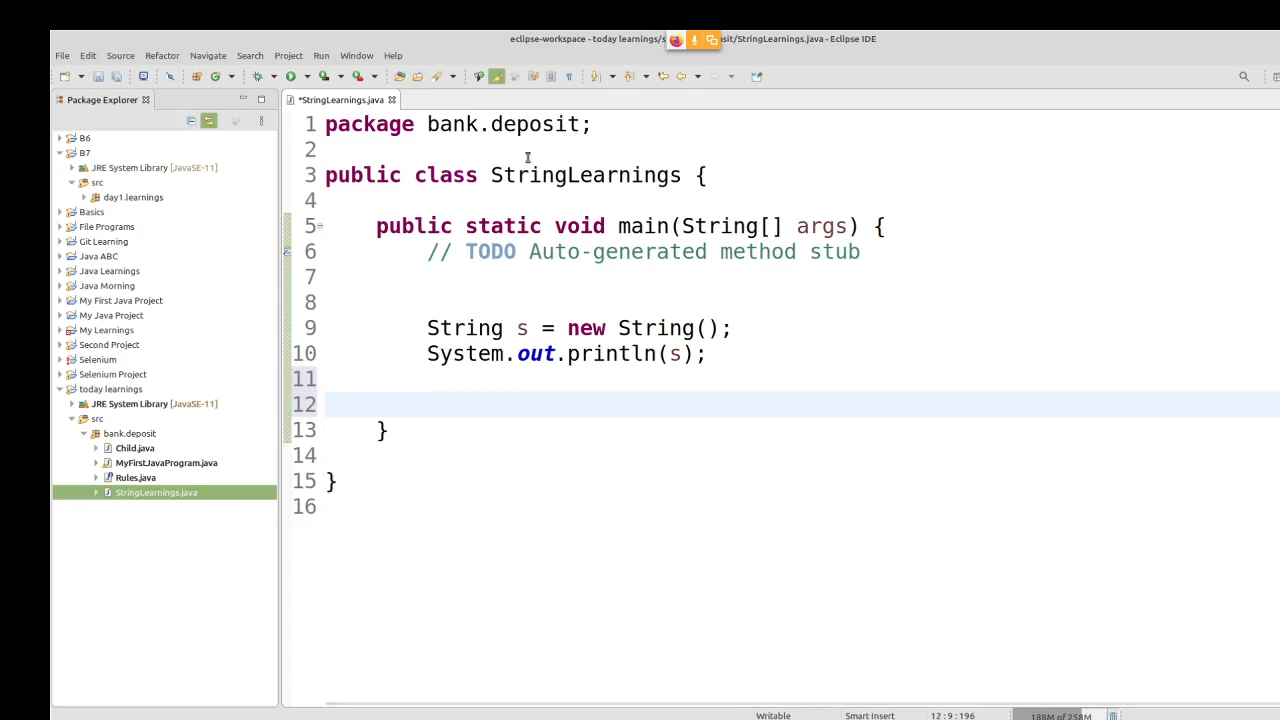 eclipse-workspace - today learnings/s sit/StringLearnings.java - Eclipse IDE
File Edit Source Refactor Navigate Search Project Run Window Help
Package Explorer
*StringLearnings.java
B6
B7
JRE System Library [JavaSE-11]
src
day1.learnings
Basics
File Programs
Git Learning
Java ABC
Java Learnings
Java Morning
My First Java Project
My Java Project
My Learnings
Second Project
Selenium
Selenium Project
today learnings
JRE System Library [JavaSE-11]
src
bank.deposit
Child.java
MyFirstJavaProgram.java
Rules.java
StringLearnings.java
1 package bank.deposit;
2
3 public class StringLearnings {
4
5 public static void main(String[] args) {
6 // TODO Auto-generated method stub
7
8
9 String s = new String();
10 System.out.println(s);
11
12
13 }
14
15 }
16
Writable Smart Insert 12 : 9 : 196 188M of 258M